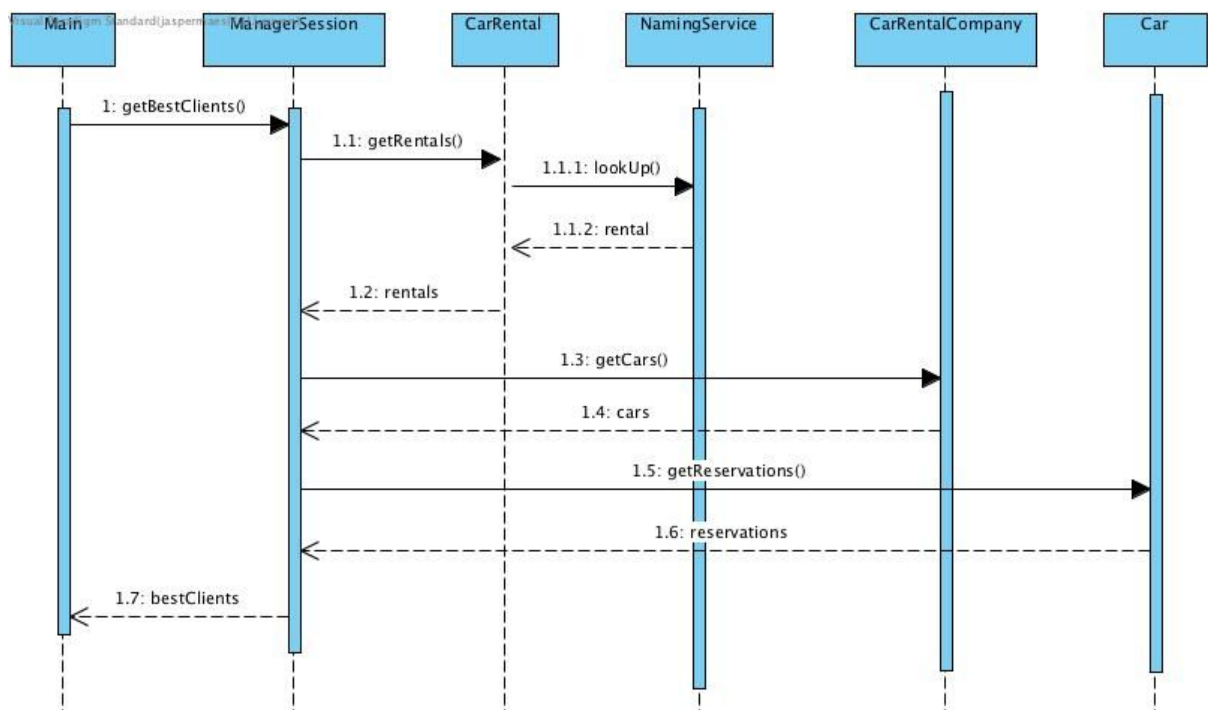 Main
ManagerSession
CarRental
NamingService
CarRentalCompany
Car
1: getBestClients()
1.1: getRentals()
1.1.1: lookUp()
1.1.2: rental
1.2: rentals
1.3: getCars()
1.4: cars
1.5: getReservations()
1.6: reservations
1.7: bestClients